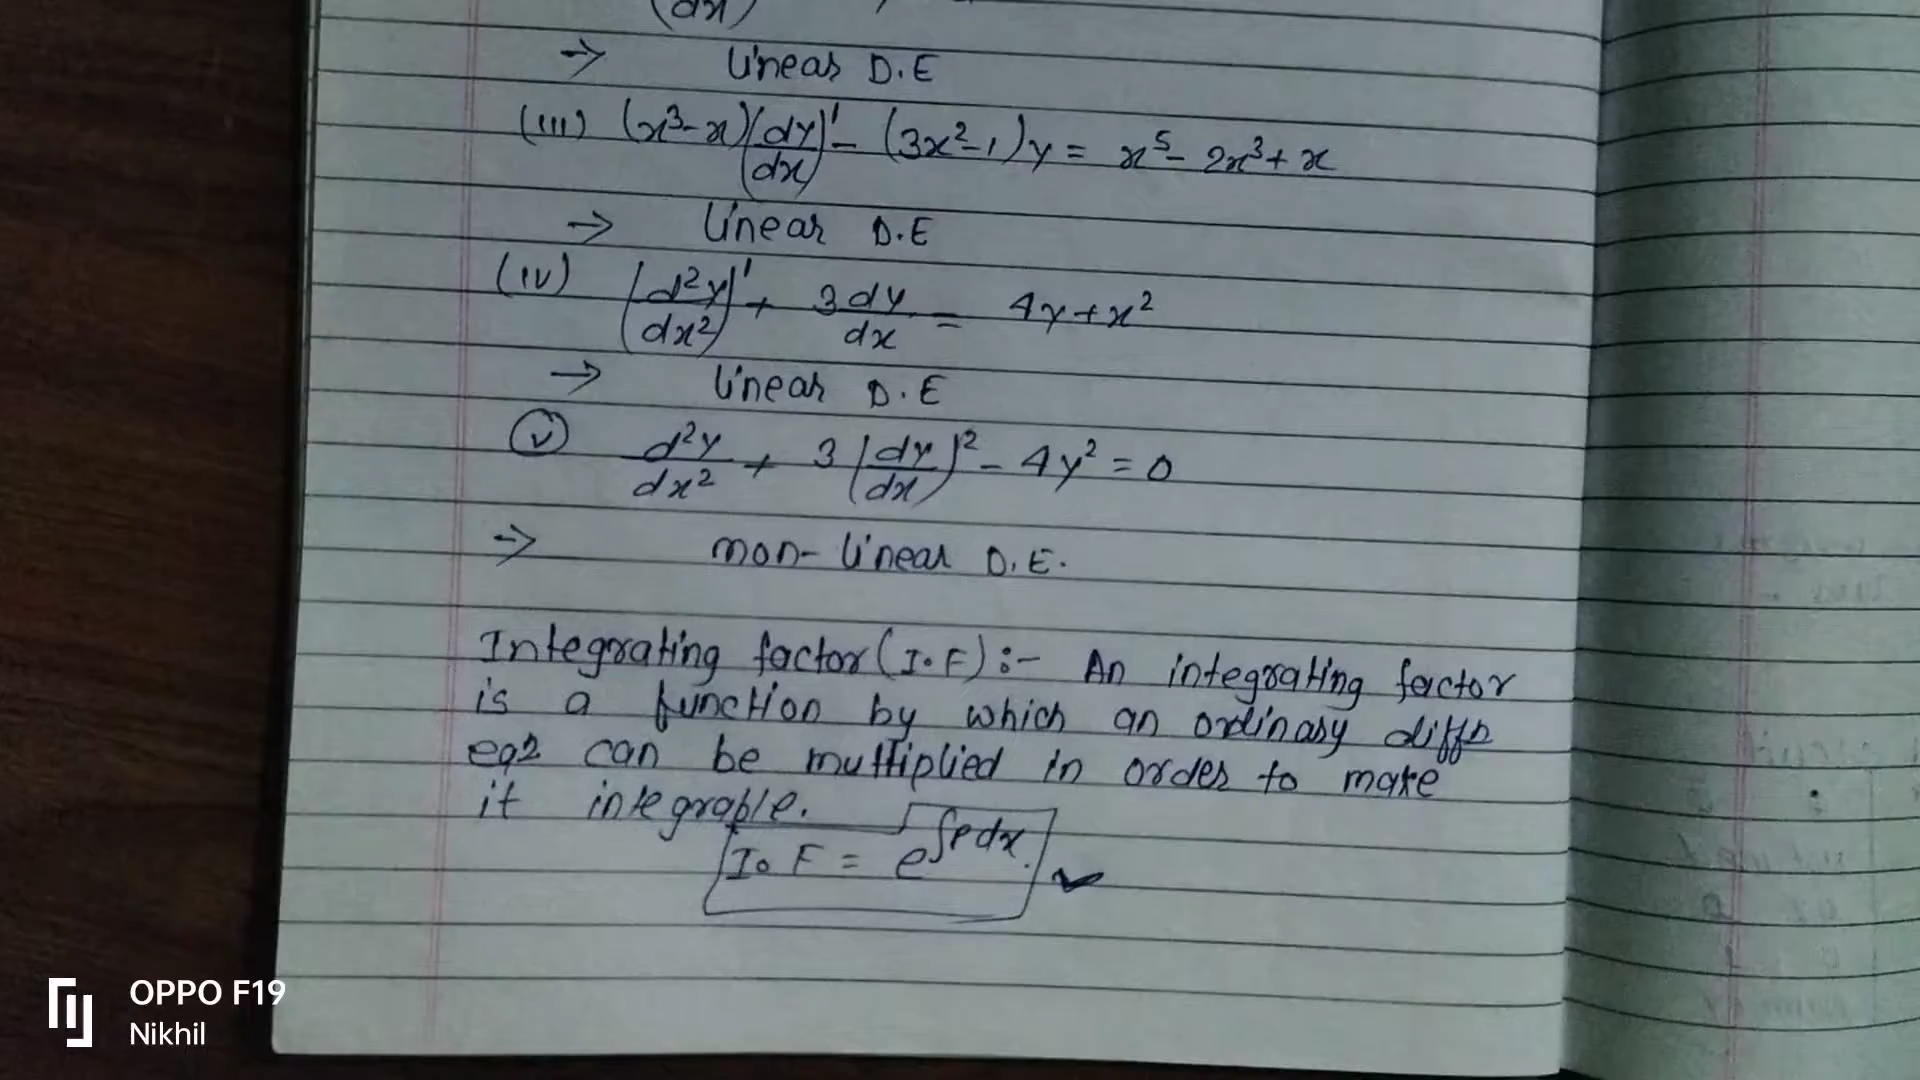 (dx)
→ Linear D.E
(III) (x³-x)(dy/dx)¹ - (3x²-1)y = x⁵ - 2x³ + x
→ Linear D.E
(IV) (d²y/dx²)¹ + 3dy/dx = 4y + x²
→ Linear D.E
(V) d²y/dx² + 3(dy/dx)² - 4y² = 0
→ non-linear D.E.
Integrating factor (I.F) :- An integrating factor
is a function by which an ordinary diffn
eqn can be multiplied in order to make
it integrable.
I.F = e^∫Pdx.
OPPO F19
Nikhil